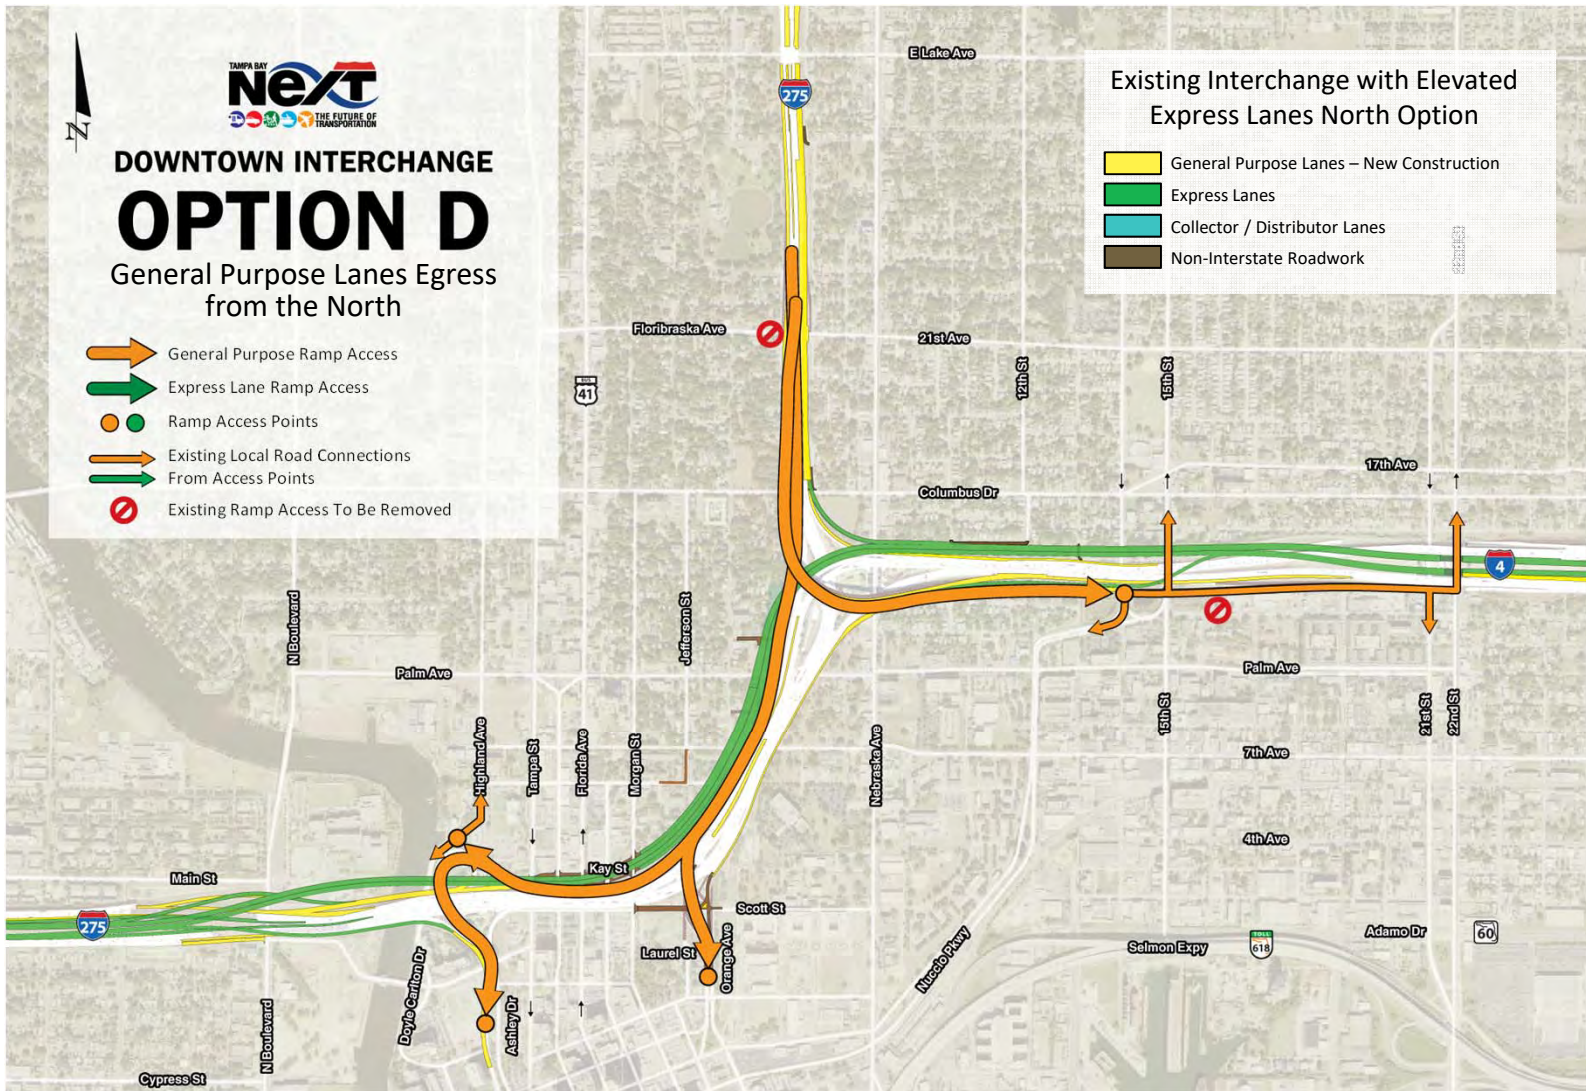 TAMPA BAY
NeXT
THE FUTURE OF
TRANSPORTATION
N
DOWNTOWN INTERCHANGE
OPTION D
General Purpose Lanes Egress
from the North
General Purpose Ramp Access
Express Lane Ramp Access
Ramp Access Points
Existing Local Road Connections
From Access Points
Existing Ramp Access To Be Removed
Existing Interchange with Elevated
Express Lanes North Option
General Purpose Lanes – New Construction
Express Lanes
Collector / Distributor Lanes
Non-Interstate Roadwork
E Lake Ave
275
Floribraska Ave
21st Ave
12th St
15th St
BUS
41
17th Ave
Columbus Dr
4
N Boulevard
Jefferson St
Palm Ave
Palm Ave
15th St
21st St
22nd St
Highland Ave
Tampa St
Florida Ave
Morgan St
Nebraska Ave
7th Ave
4th Ave
Kay St
Main St
Scott St
275
Laurel St
Orange Ave
Nuccio Pkwy
Selmon Expy
TOLL
618
Adamo Dr
60
Doyle Carlton Dr
Ashley Dr
N Boulevard
Cypress St